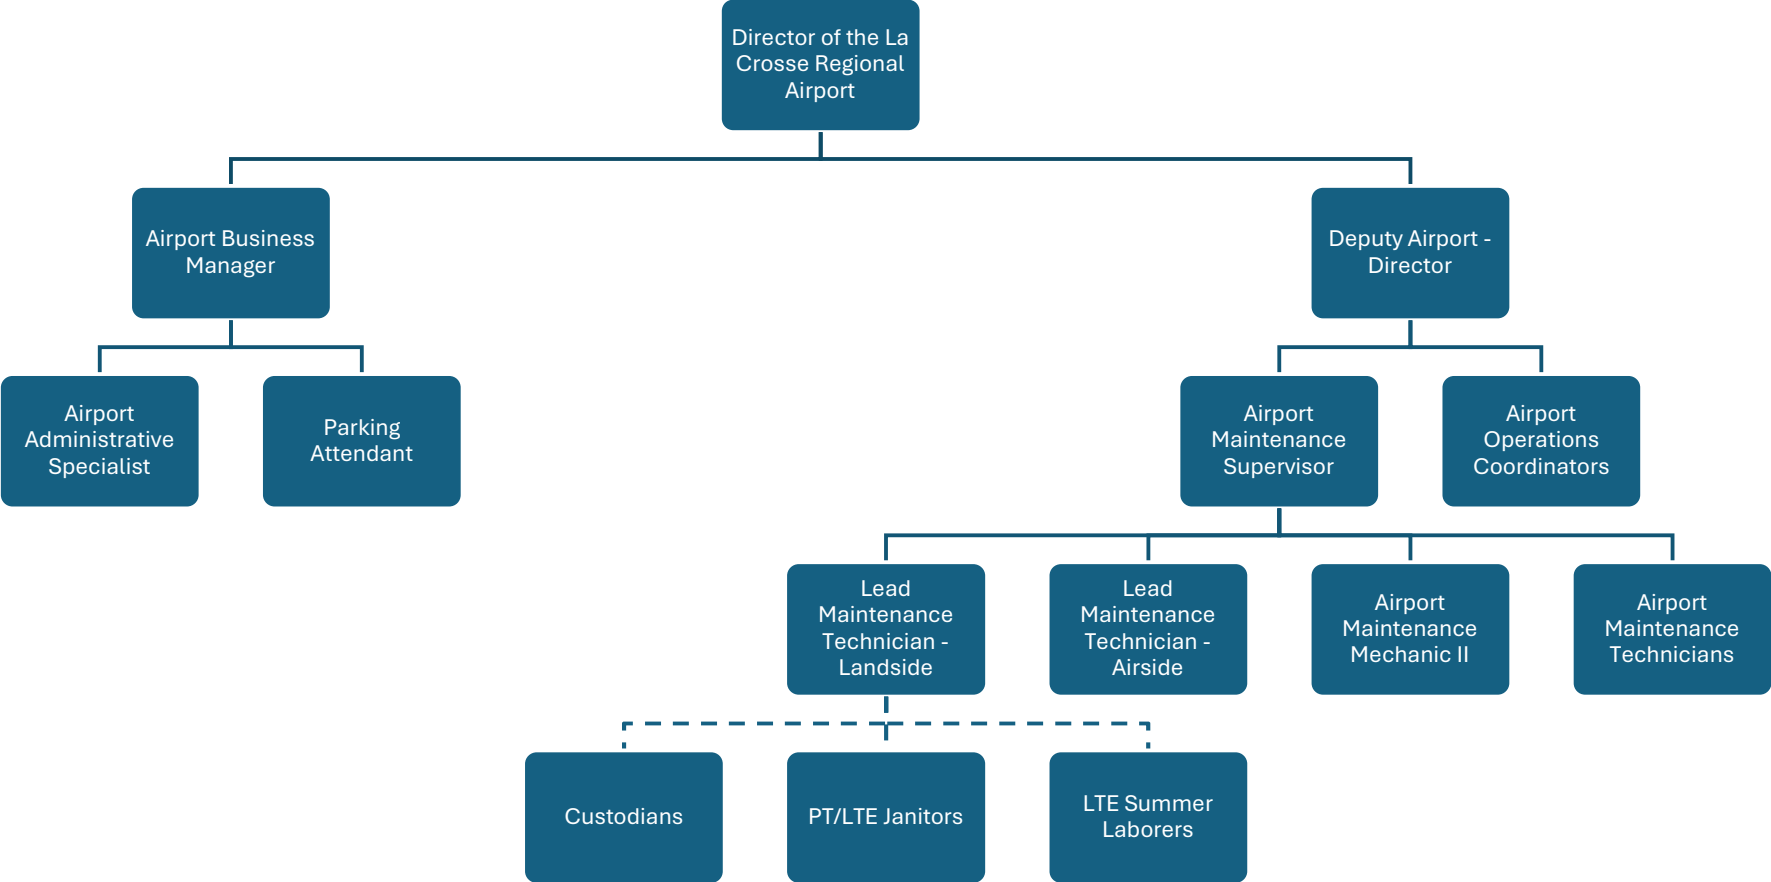 Director of the La
Crosse Regional
Airport
Airport Business
Manager
Deputy Airport -
Director
Airport
Administrative
Specialist
Parking
Attendant
Airport
Maintenance
Supervisor
Airport
Operations
Coordinators
Lead
Maintenance
Technician -
Landside
Lead
Maintenance
Technician -
Airside
Airport
Maintenance
Mechanic II
Airport
Maintenance
Technicians
Custodians
PT/LTE Janitors
LTE Summer
Laborers